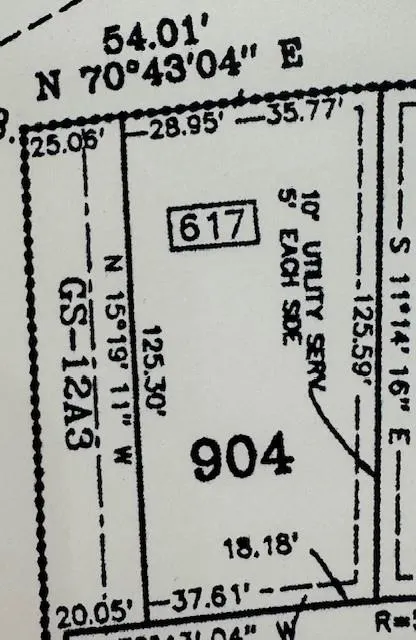 54.01'
N 70°43'04" E
25.06'
28.95'
35.77'
617
10' UTILITY SERV.
5' EACH SIDE
S 11°14'16" E
125.59'
N 15°19'11" W
125.30'
GS-12A3
904
18.18'
37.61'
20.05'
W
R=